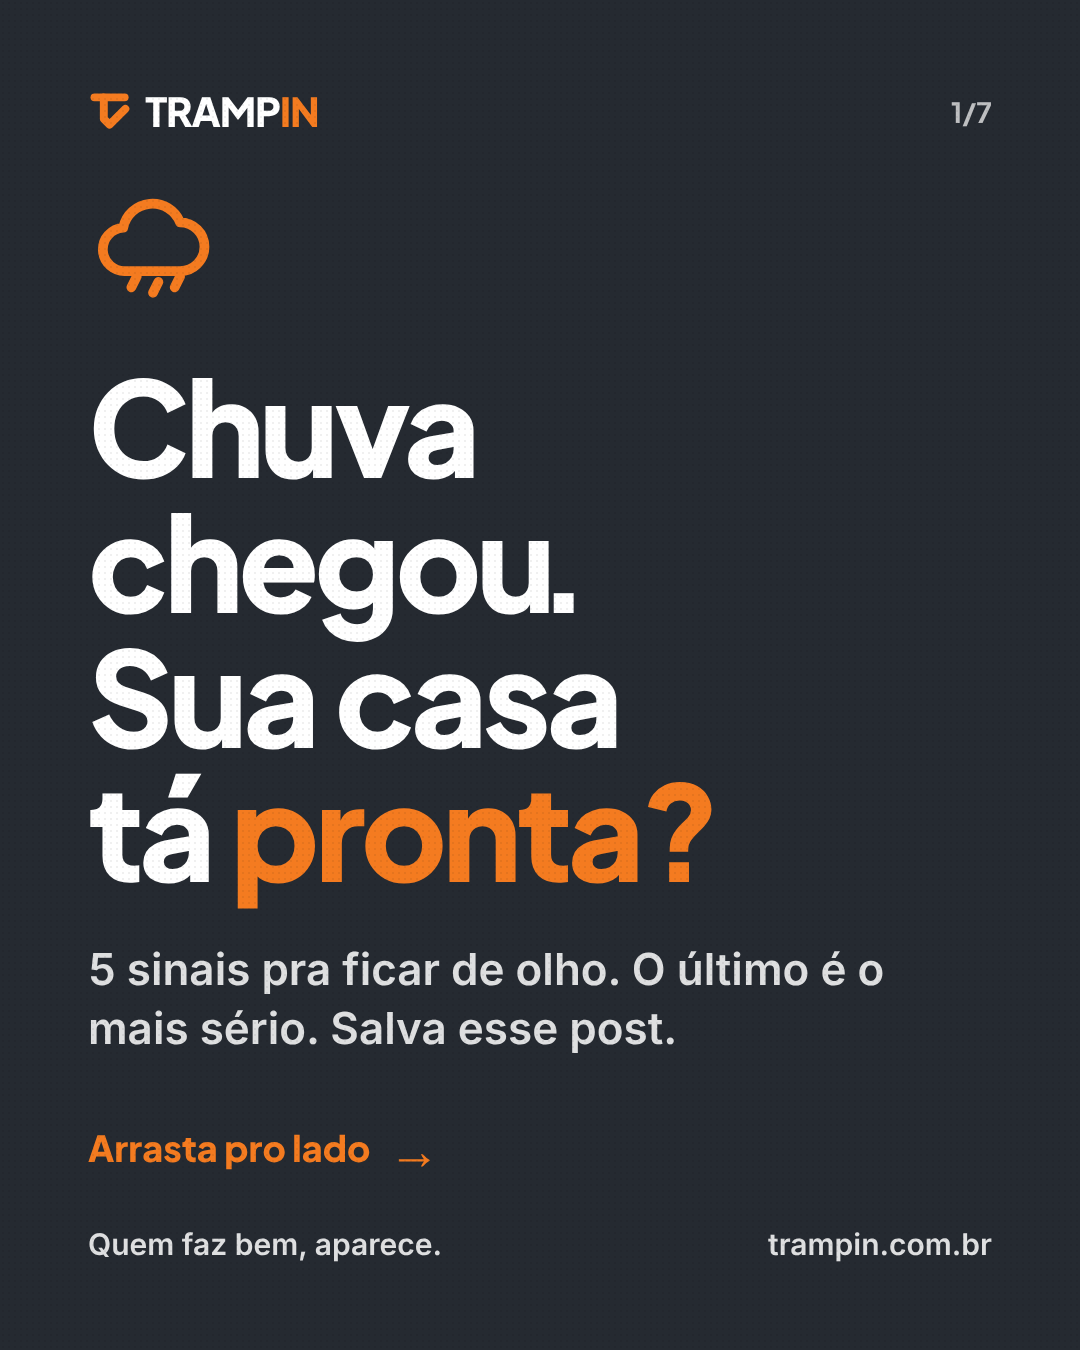 TRAMPIN
1/7
Chuva
chegou.
Sua casa
tá pronta?
5 sinais pra ficar de olho. O último é o
mais sério. Salva esse post.
Arrasta pro lado →
Quem faz bem, aparece.
trampin.com.br